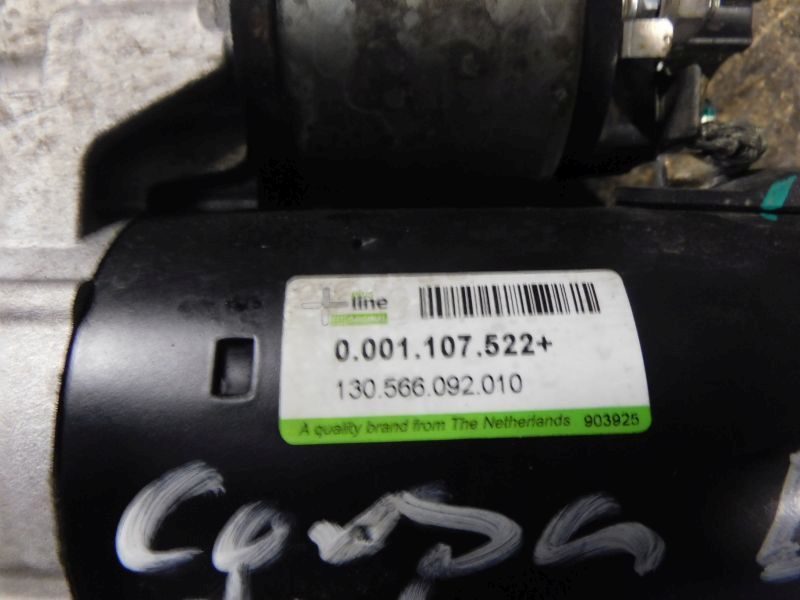 line
0.001.107.522+
130.566.092.010
A quality brand from The Netherlands 903925